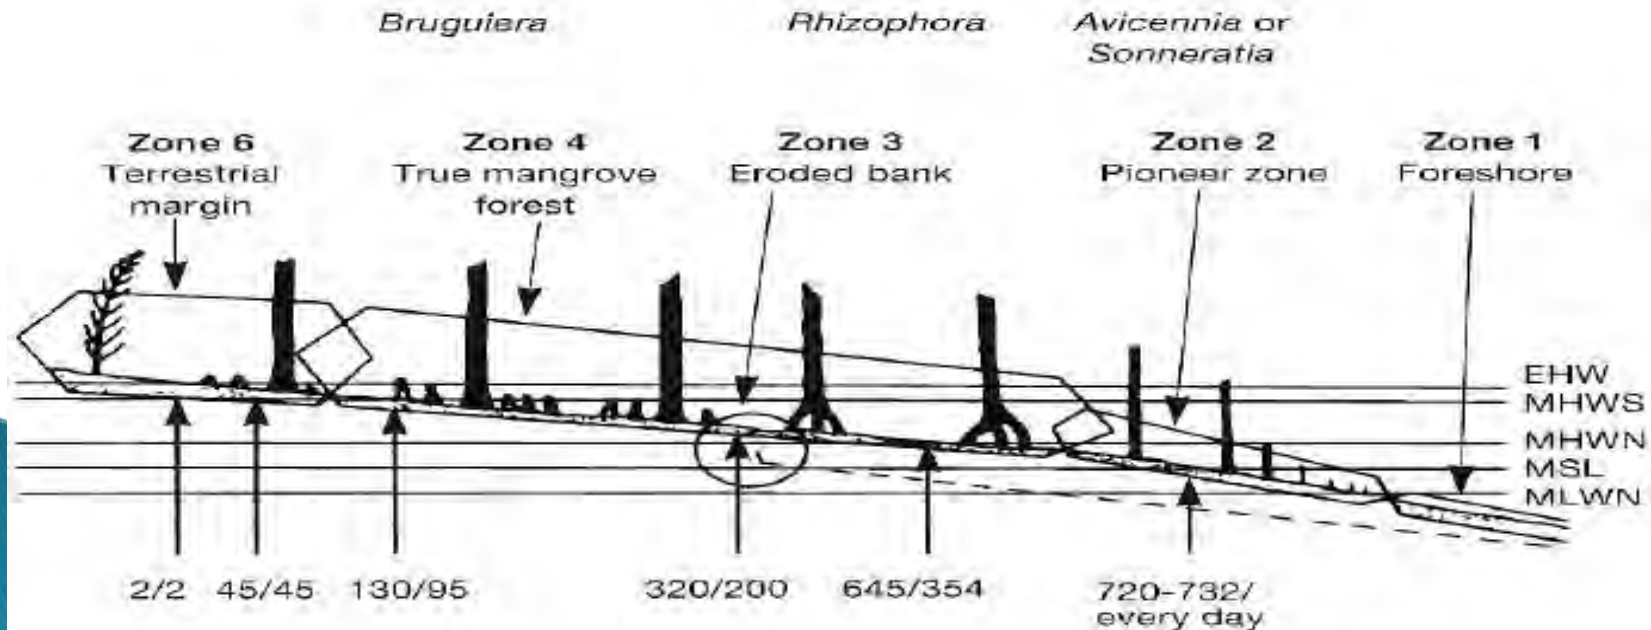 Bruguiera Rhizophora Avicennia or
Sonneratia
Zone 6 Zone 4 Zone 3 Zone 2 Zone 1
Terrestrial True mangrove Eroded bank Pioneer zone Foreshore
margin forest
EHW
MHWS
MHWN
MSL
MLWN
2/2 45/45 130/95 320/200 645/354 720-732/
every day